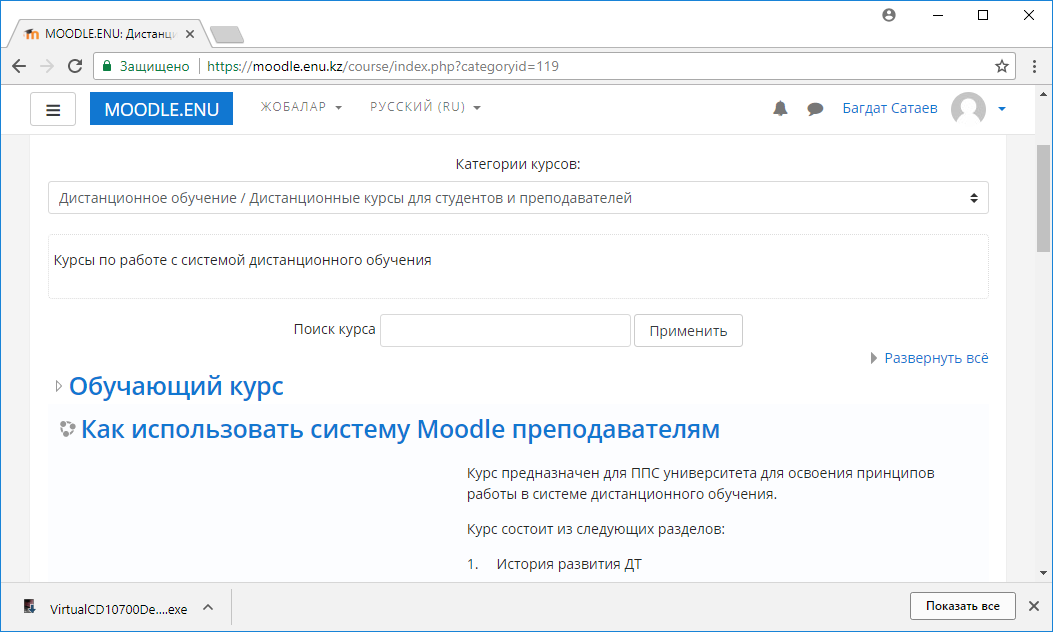 MOODLE.ENU: Дистанци
Защищено https://moodle.enu.kz/course/index.php?categoryid=119
MOODLE.ENU ЖОБАЛАР РУССКИЙ (RU) Багдат Сатаев
Категории курсов:
Дистанционное обучение / Дистанционные курсы для студентов и преподавателей
Курсы по работе с системой дистанционного обучения
Поиск курса Применить
Развернуть всё
Обучающий курс
Как использовать систему Moodle преподавателям
Курс предназначен для ППС университета для освоения принципов
работы в системе дистанционного обучения.
Курс состоит из следующих разделов:
1. История развития ДТ
VirtualCD10700De....exe Показать все